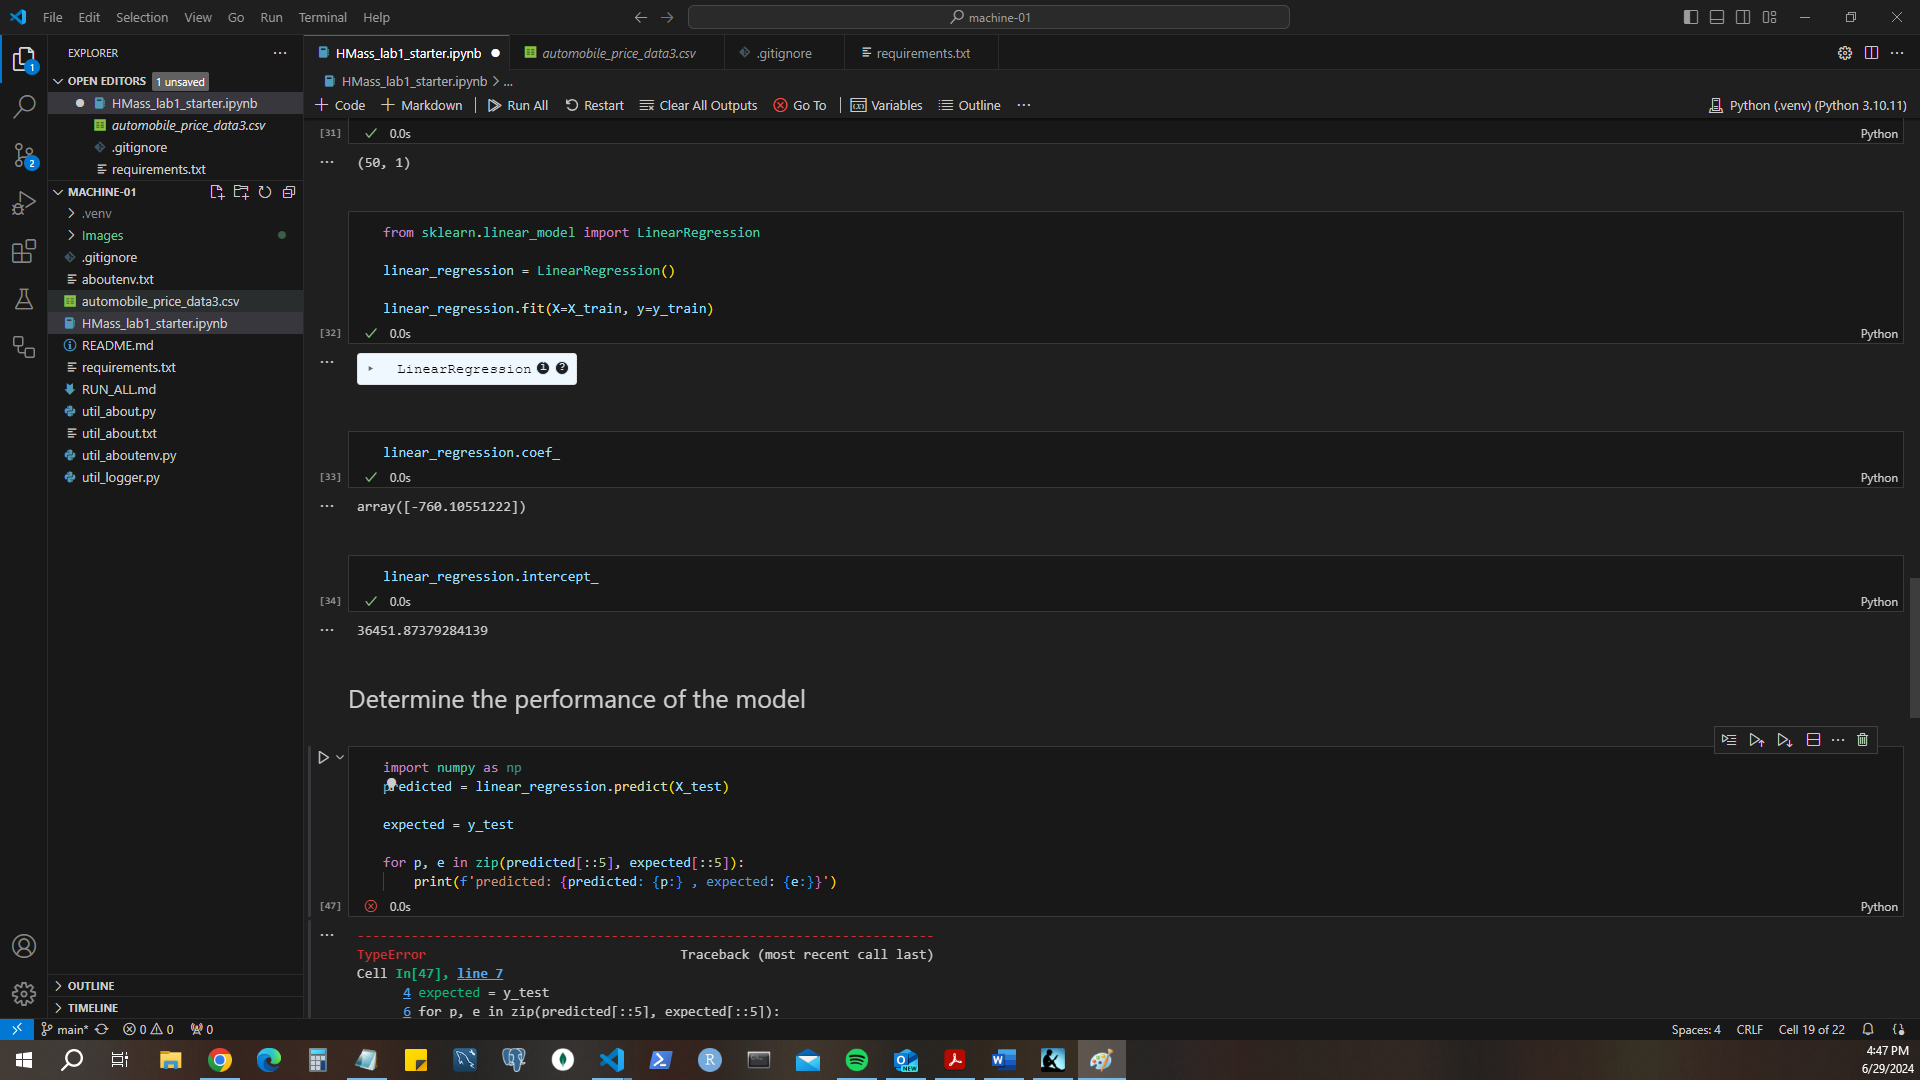 File Edit Selection View Go Run Terminal Help
machine-01
EXPLORER
HMass_lab1_starter.ipynb
automobile_price_data3.csv
.gitignore
requirements.txt
OPEN EDITORS 1 unsaved
HMass_lab1_starter.ipynb
automobile_price_data3.csv
.gitignore
requirements.txt
MACHINE-01
.venv
Images
.gitignore
aboutenv.txt
automobile_price_data3.csv
HMass_lab1_starter.ipynb
README.md
requirements.txt
RUN_ALL.md
util_about.py
util_about.txt
util_aboutenv.py
util_logger.py
OUTLINE
TIMELINE
HMass_lab1_starter.ipynb > ...
Code Markdown Run All Restart Clear All Outputs Go To Variables Outline ...
Python (.venv) (Python 3.10.11)
[31] 0.0s Python
(50, 1)
from sklearn.linear_model import LinearRegression
linear_regression = LinearRegression()
linear_regression.fit(X=X_train, y=y_train)
[32] 0.0s Python
LinearRegression i ?
linear_regression.coef_
[33] 0.0s Python
array([-760.10551222])
linear_regression.intercept_
[34] 0.0s Python
36451.87379284139
Determine the performance of the model
import numpy as np
predicted = linear_regression.predict(X_test)
expected = y_test
for p, e in zip(predicted[::5], expected[::5]):
print(f'predicted: {predicted: {p:} , expected: {e:}}')
[47] 0.0s Python
---------------------------------------------------------------------------
TypeError Traceback (most recent call last)
Cell In[47], line 7
4 expected = y_test
6 for p, e in zip(predicted[::5], expected[::5]):
main* 0 0 0
Spaces: 4 CRLF Cell 19 of 22
4:47 PM
6/29/2024